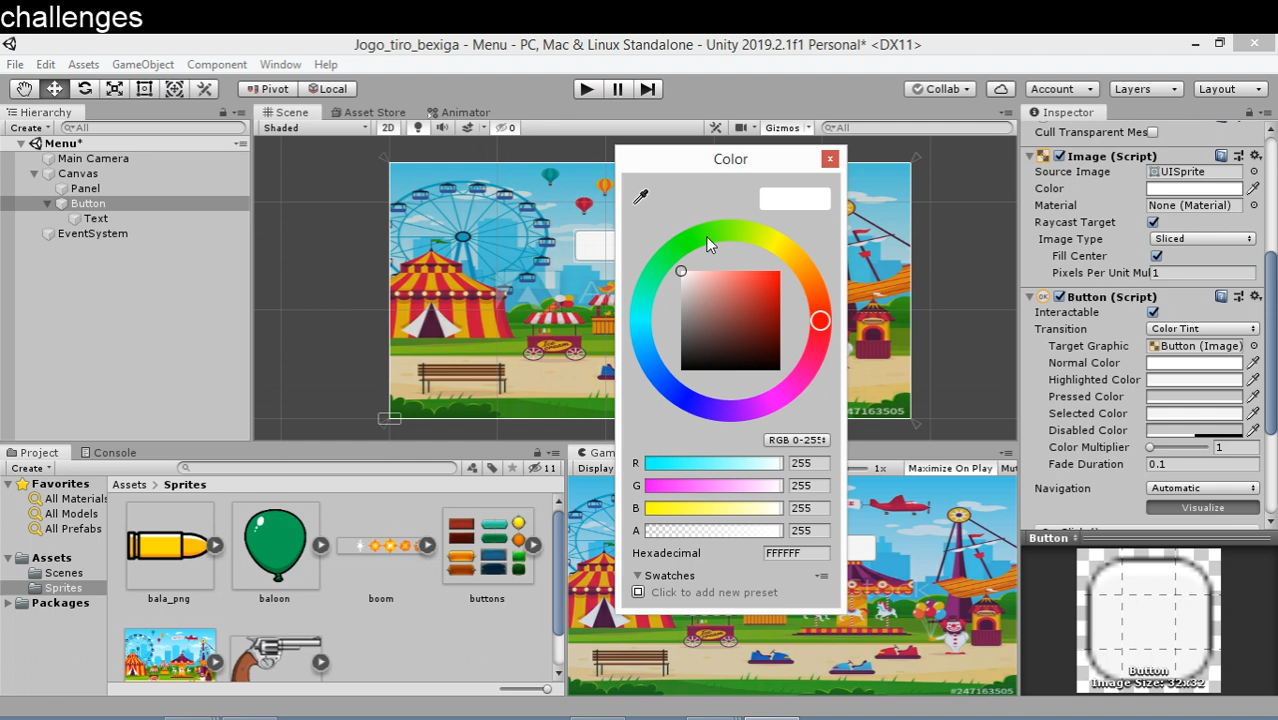 challenges
Jogo_tiro_bexiga - Menu - PC, Mac & Linux Standalone - Unity 2019.2.1f1 Personal* <DX11>
File Edit Assets GameObject Component Window Help
Pivot Local Collab Account Layers Layout
Hierarchy
Create All
Menu*
Main Camera
Canvas
Panel
Button
Text
EventSystem
Scene Asset Store Animator
Shaded 2D 0 Gizmos All
247163505
Color
RGB 0-255
R 255
G 255
B 255
A 255
Hexadecimal FFFFFF
Swatches
Click to add new preset
Inspector
Cull Transparent Mes
Image (Script)
Source Image UISprite
Color
Material None (Material)
Raycast Target
Image Type Sliced
Fill Center
Pixels Per Unit Mul 1
Button (Script)
Interactable
Transition Color Tint
Target Graphic Button (Image)
Normal Color
Highlighted Color
Pressed Color
Selected Color
Disabled Color
Color Multiplier 1
Fade Duration 0.1
Navigation Automatic
Visualize
Button
Button
Image Size: 32x32
Project Console
Create 11
Favorites
All Materials
All Models
All Prefabs
Assets
Scenes
Sprites
Packages
Assets Sprites
bala_png baloon boom buttons
Gam
Display 1x Maximize On Play Mut
#247163505